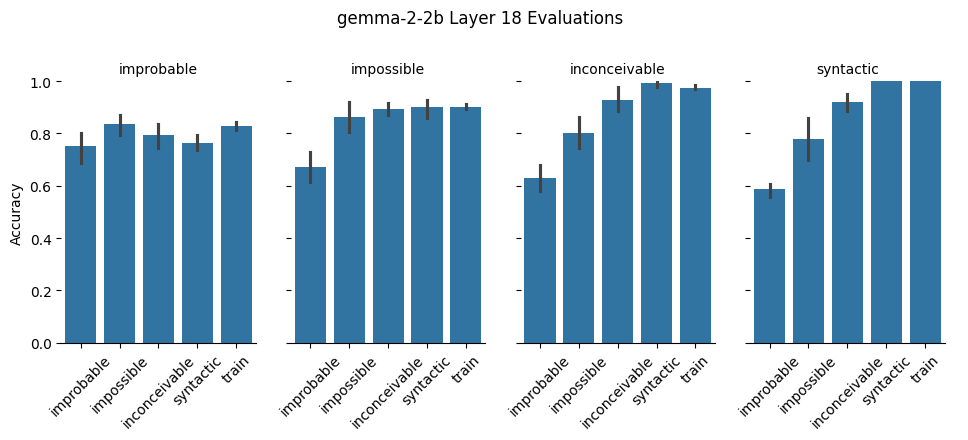 gemma-2-2b Layer 18 Evaluations
improbable
impossible
inconceivable
syntactic
Accuracy
1.0
0.8
0.6
0.4
0.2
0.0
improbable
impossible
inconceivable
syntactic
train
improbable
impossible
inconceivable
syntactic
train
improbable
impossible
inconceivable
syntactic
train
improbable
impossible
inconceivable
syntactic
train